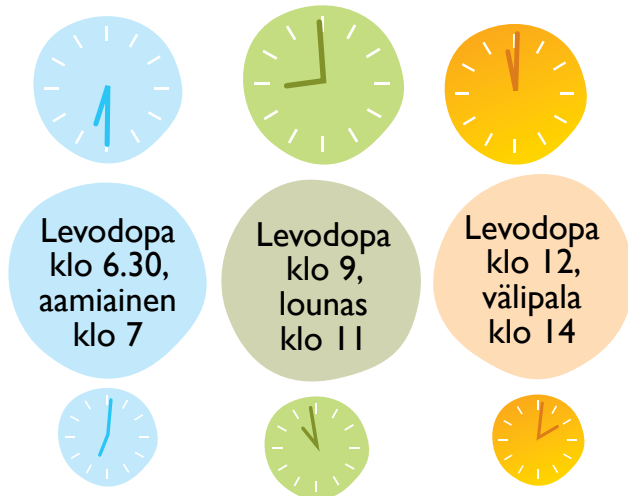 Levodopa
klo 6.30,
aamiainen
klo 7
Levodopa
klo 9,
lounas
klo 11
Levodopa
klo 12,
välipala
klo 14